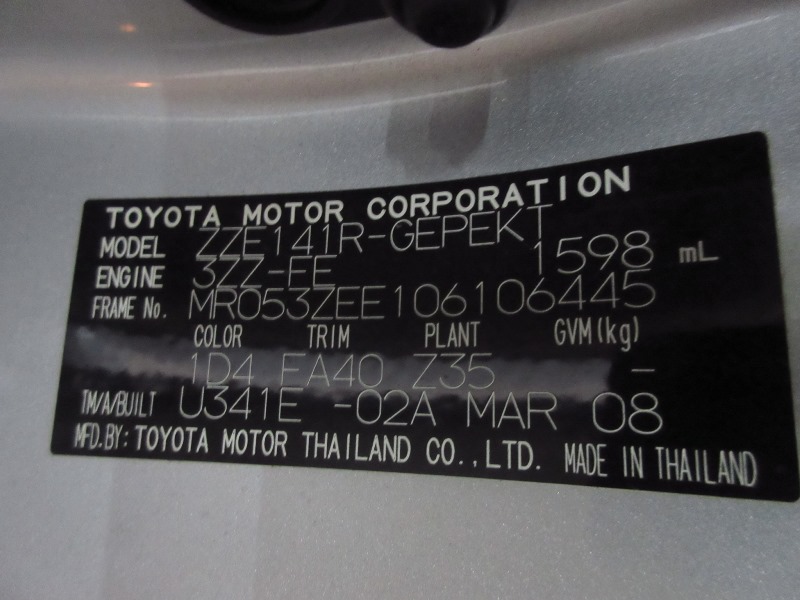 TOYOTA MOTOR CORPORATION
MODEL ZZE141R-GEPEKT
ENGINE 3ZZ-FE 1598 mL
FRAME No. MR053ZEE106106445
COLOR TRIM PLANT GVM(kg)
1D4 FA40 Z35 -
TM/A/BUILT U341E -02A MAR 08
MFD.BY: TOYOTA MOTOR THAILAND CO.,LTD. MADE IN THAILAND